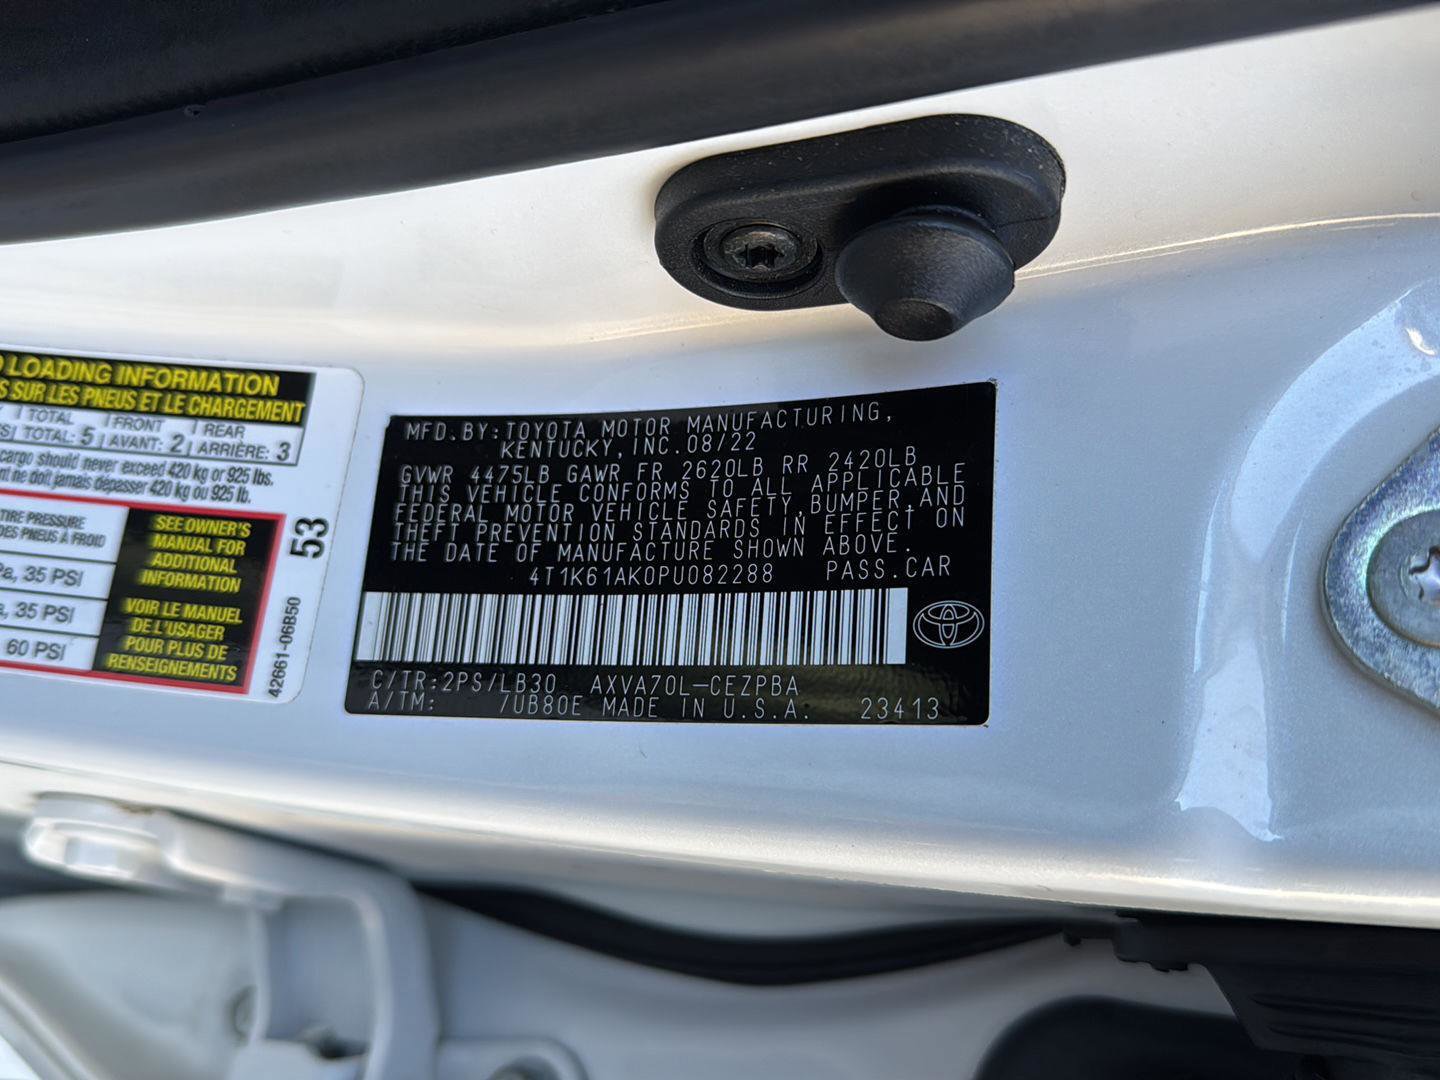 LOADING INFORMATION
SUR LES PNEUS ET LE CHARGEMENT
TOTAL FRONT REAR
TOTAL: 5 AVANT: 2 ARRIÈRE: 3
cargo should never exceed 420 kg or 925 lbs.
ne doit jamais dépasser 420 kg ou 925 lb.
TIRE PRESSURE
DES PNEUS À FROID
35 PSI
35 PSI
60 PSI
SEE OWNER'S
MANUAL FOR
ADDITIONAL
INFORMATION
VOIR LE MANUEL
DE L'USAGER
POUR PLUS DE
RENSEIGNEMENTS
53
42661-06B50
MFD.BY:TOYOTA MOTOR MANUFACTURING,
KENTUCKY, INC.08/22
GVWR 4475LB GAWR FR 2620LB RR 2420LB
THIS VEHICLE CONFORMS TO ALL APPLICABLE
FEDERAL MOTOR VEHICLE SAFETY,BUMPER,AND
THEFT PREVENTION STANDARDS IN EFFECT ON
THE DATE OF MANUFACTURE SHOWN ABOVE.
4T1K61AK0PU082288 PASS.CAR
C/TR:2PS/LB30 AXVA70L-CEZPBA
A/TM: /UB80E MADE IN U.S.A. 23413